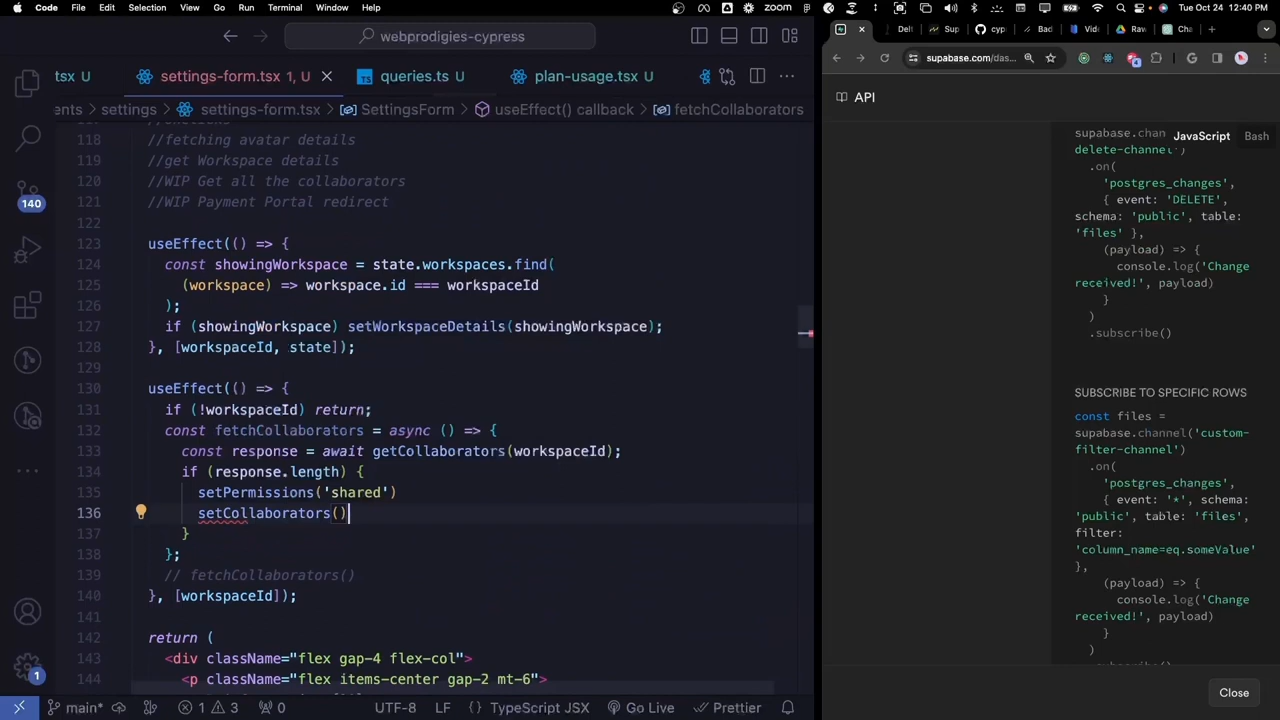 Code File Edit Selection View Go Run Terminal Window Help
zoom
Tue Oct 24 12:40 PM
webprodigies-cypress
tsx U
settings-form.tsx 1, U
queries.ts U
plan-usage.tsx U
ents > settings > settings-form.tsx > SettingsForm > useEffect() callback > fetchCollaborators
118 //fetching avatar details
119 //get Workspace details
120 //WIP Get all the collaborators
121 //WIP Payment Portal redirect
122
123 useEffect(() => {
124 const showingWorkspace = state.workspaces.find(
125 (workspace) => workspace.id === workspaceId
126 );
127 if (showingWorkspace) setWorkspaceDetails(showingWorkspace);
128 }, [workspaceId, state]);
129
130 useEffect(() => {
131 if (!workspaceId) return;
132 const fetchCollaborators = async () => {
133 const response = await getCollaborators(workspaceId);
134 if (response.length) {
135 setPermissions('shared')
136 setCollaborators()
137 }
138 };
139 // fetchCollaborators()
140 }, [workspaceId]);
141
142 return (
143 <div className="flex gap-4 flex-col">
144 <p className="flex items-center gap-2 mt-6">
140
1
main*
1 3
0
UTF-8 LF TypeScript JSX Go Live Prettier
Delt
Sup
cyp
Bad
Vide
Rav
Cha
supabase.com/das...
4
API
JavaScript Bash
supabase.chan
delete-channel')
.on(
'postgres_changes',
{ event: 'DELETE',
schema: 'public', table:
'files' },
(payload) => {
console.log('Change
received!', payload)
}
)
.subscribe()
SUBSCRIBE TO SPECIFIC ROWS
const files =
supabase.channel('custom-
filter-channel')
.on(
'postgres_changes',
{ event: '*', schema:
'public', table: 'files',
filter:
'column_name=eq.someValue'
},
(payload) => {
console.log('Change
received!', payload)
}
)
Close